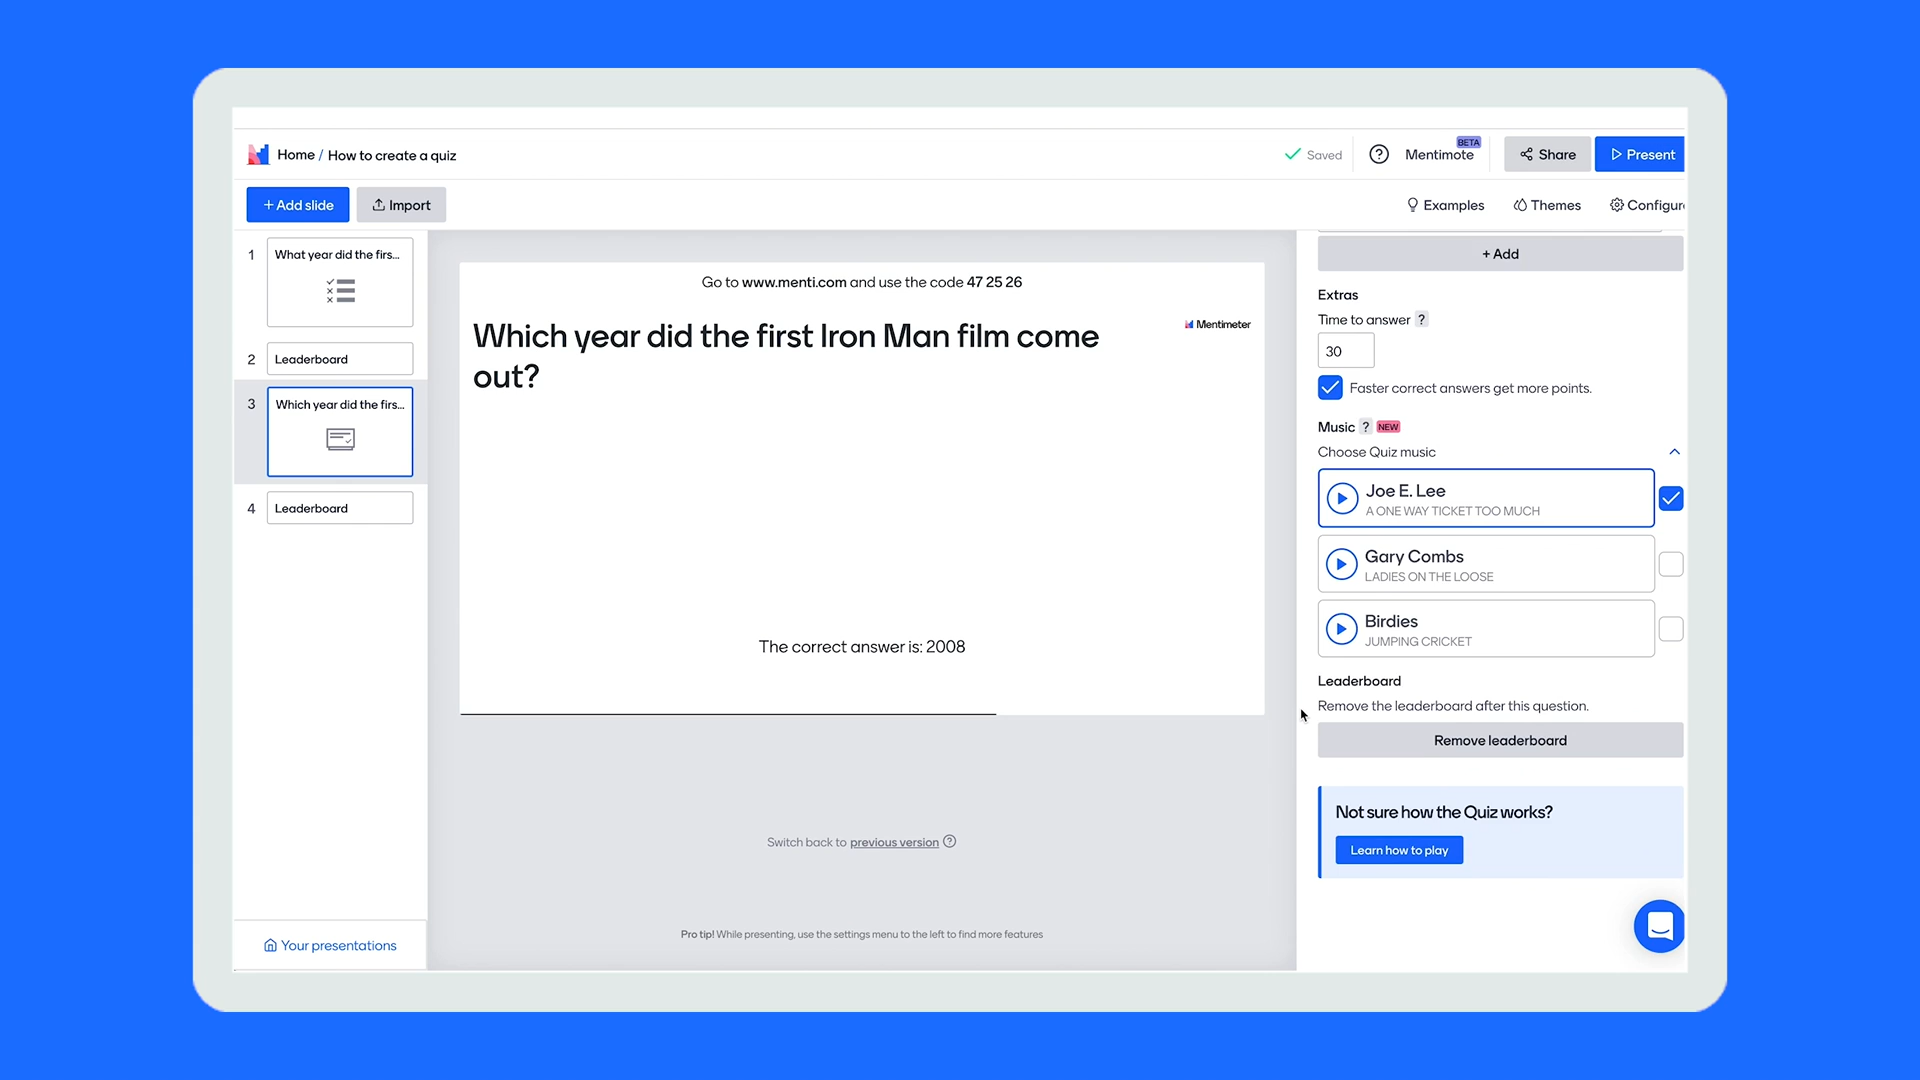 Home / How to create a quiz
Saved
?
Mentimote
BETA
Share
Present
+ Add slide
Import
Examples
Themes
Configure
1
What year did the firs...
2
Leaderboard
3
Which year did the firs...
4
Leaderboard
Your presentations
Go to www.menti.com and use the code 47 25 26
Mentimeter
Which year did the first Iron Man film come
out?
The correct answer is: 2008
Switch back to previous version ?
Pro tip! While presenting, use the settings menu to the left to find more features
+ Add
Extras
Time to answer ?
30
Faster correct answers get more points.
Music ? NEW
Choose Quiz music
Joe E. Lee
A ONE WAY TICKET TOO MUCH
Gary Combs
LADIES ON THE LOOSE
Birdies
JUMPING CRICKET
Leaderboard
Remove the leaderboard after this question.
Remove leaderboard
Not sure how the Quiz works?
Learn how to play